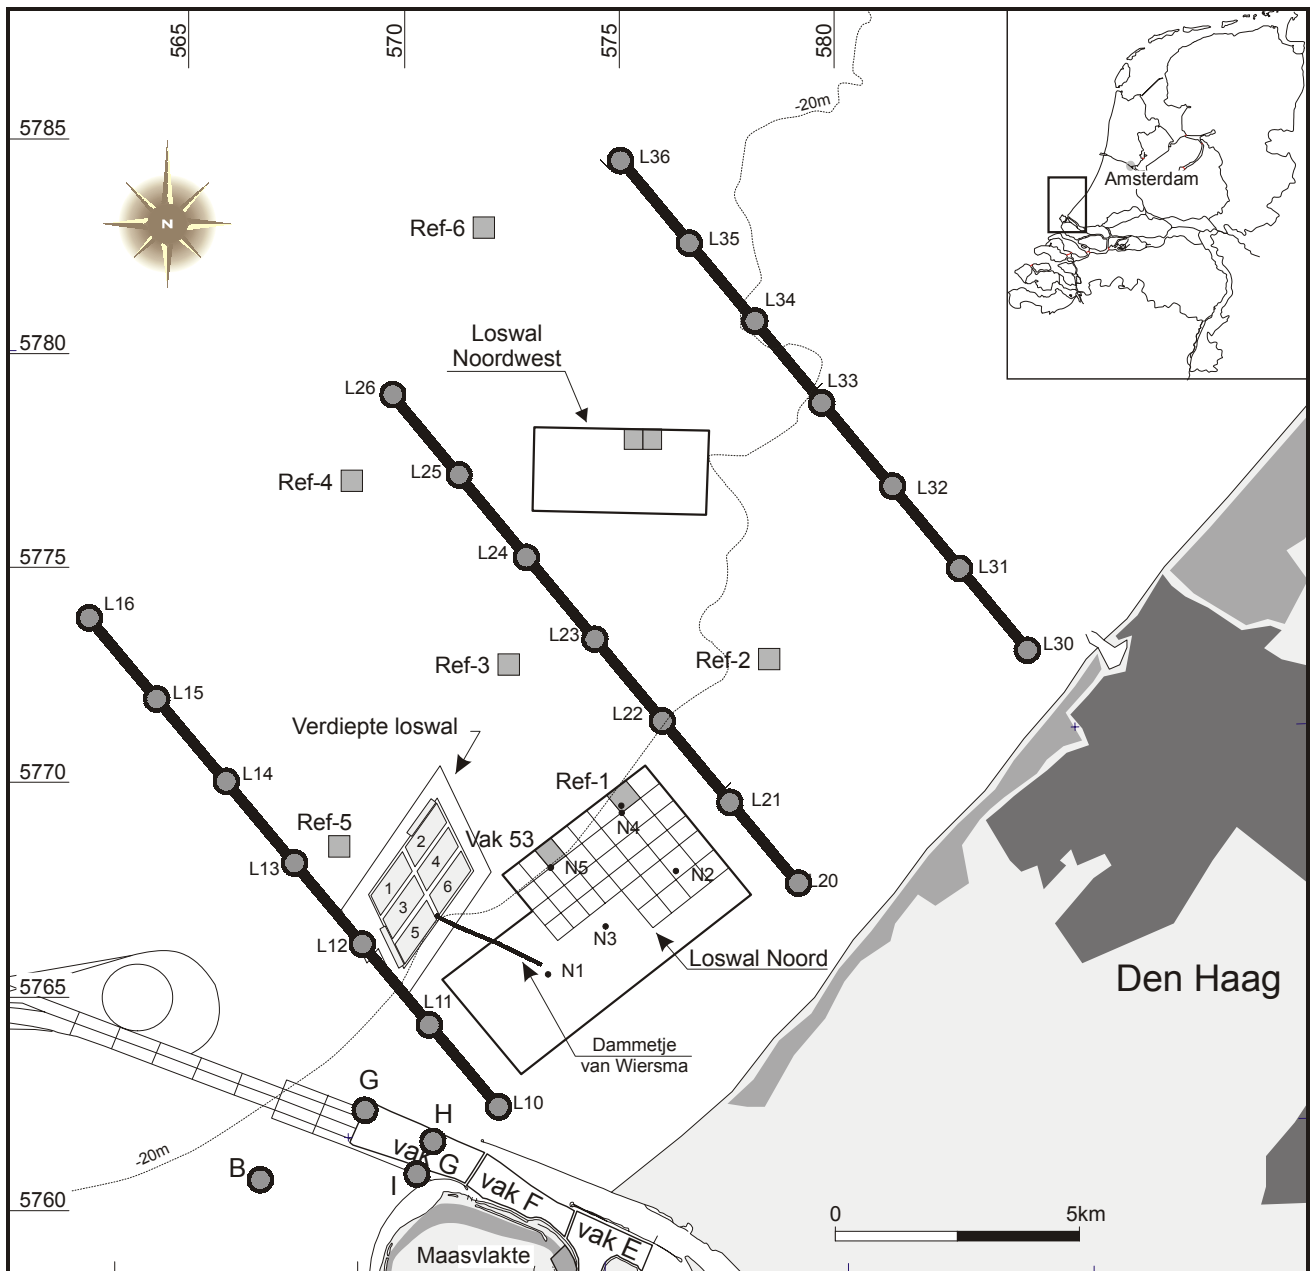 565
570
575
580
-20m
5785
L36
Amsterdam
N
Ref-6
L35
L34
Loswal
Noordwest
5780
L33
L26
L25
Ref-4
L32
L24
5775
L31
L16
L23
L30
Ref-3
Ref-2
L15
L22
Verdiepte loswal
5770
L14
Ref-1
L21
Ref-5
N4
Vak 53
2
4
L13
N5
N2
L20
1
6
3
5
L12
N3
Loswal Noord
N1
Den Haag
5765
L11
Dammetje
van Wiersma
G
L10
H
vak G
-20m
B
I
vak F
5760
0
5km
vak E
Maasvlakte